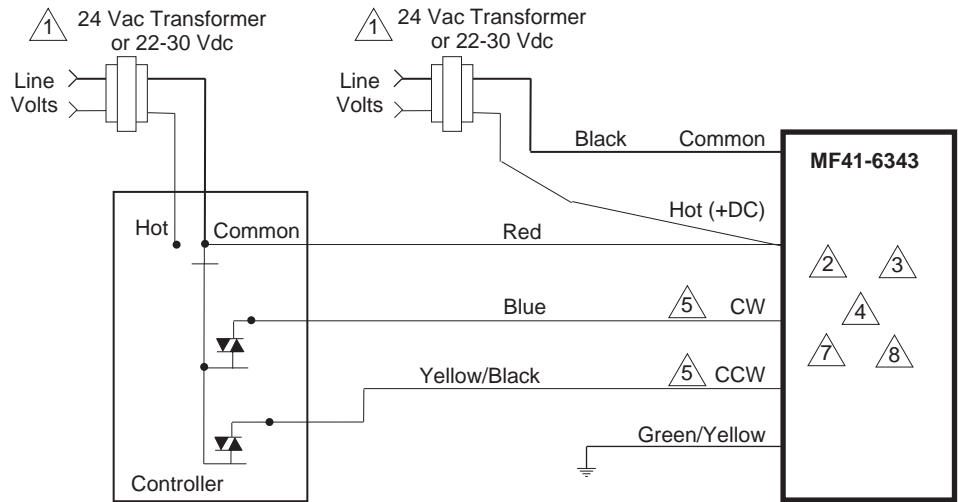 1
24 Vac Transformer
or 22-30 Vdc
1
24 Vac Transformer
or 22-30 Vdc
Line
Volts
Line
Volts
Black
Common
MF41-6343
Hot (+DC)
Hot
Common
Red
2
3
4
Blue
5
CW
7
8
Yellow/Black
5
CCW
Green/Yellow
Controller